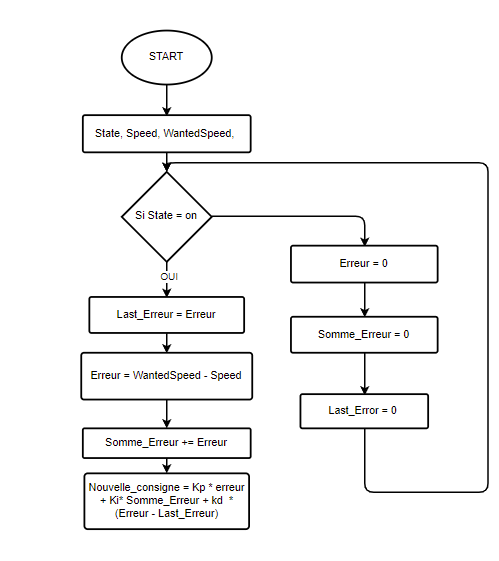 START
State, Speed, WantedSpeed,
Si State = on
OUI
Erreur = 0
Last_Erreur = Erreur
Somme_Erreur = 0
Erreur = WantedSpeed - Speed
Last_Error = 0
Somme_Erreur += Erreur
Nouvelle_consigne = Kp * erreur
+ Ki* Somme_Erreur + kd *
(Erreur - Last_Erreur)